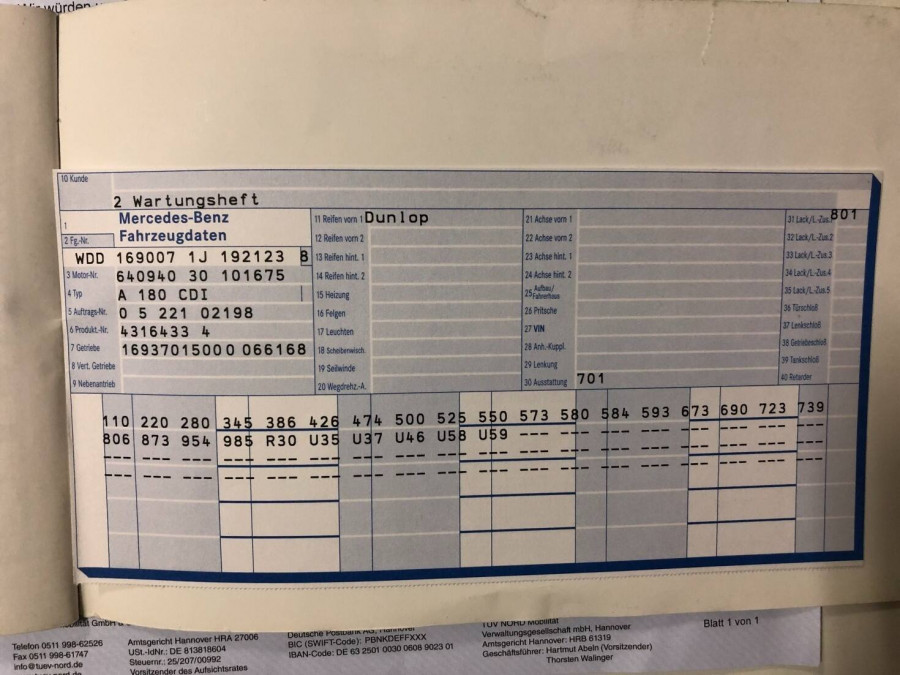 10 Kunde
2 Wartungsheft
1 Mercedes-Benz
2 Fg.-Nr. Fahrzeugdaten
WDD 169007 1J 192123 8
3 Motor-Nr. 640940 30 101675
4 Typ A 180 CDI
5 Auftrags-Nr. 0 5 221 02198
6 Produkt.-Nr. 4316433 4
7 Getriebe 16937015000 066168
8 Vert. Getriebe
9 Nebenantrieb
11 Reifen vorn 1 Dunlop
12 Reifen vorn 2
13 Reifen hint. 1
14 Reifen hint. 2
15 Heizung
16 Felgen
17 Leuchten
18 Scheibenwisch.
19 Seilwinde
20 Wegdrehz.-A.
21 Achse vorn 1
22 Achse vorn 2
23 Achse hint. 1
24 Achse hint. 2
25 Aufbau/
Fahrerhaus
26 Pritsche
27 VIN
28 Anh.-Kuppl.
29 Lenkung
30 Ausstattung 701
31 Lack/L.-Zus. 801
32 Lack/L.-Zus.2
33 Lack/L.-Zus.3
34 Lack/L.-Zus.4
35 Lack/L.-Zus.5
36 Türschloß
37 Lenkschloß
38 Getriebeschloß
39 Tankschloß
40 Retarder
110 220 280 345 386 426 474 500 525 550 573 580 584 593 673 690 723 739
806 873 954 985 R30 U35 U37 U46 U58 U59 --- --- --- --- --- --- --- ---
--- --- --- --- --- --- --- --- --- --- --- --- --- --- --- --- --- ---
--- --- --- --- --- --- --- --- --- --- --- --- --- --- --- --- --- ---
Telefon 0511 998-62526
Fax 0511 998-61747
info@tuev-nord.de
Amtsgericht Hannover HRA 27006
USt.-IdNr.: DE 813818604
Steuernr.: 25/207/00992
Vorsitzender des Aufsichtsrates
Deutsche Postbank AG, Hannover
BIC (SWIFT-Code): PBNKDEFFXXX
IBAN-Code: DE 63 2501 0030 0608 9023 01
TÜV NORD Mobilität
Verwaltungsgesellschaft mbH, Hannover
Amtsgericht Hannover: HRB 61319
Geschäftsführer: Hartmut Abeln (Vorsitzender)
Thorsten Walinger
Blatt 1 von 1